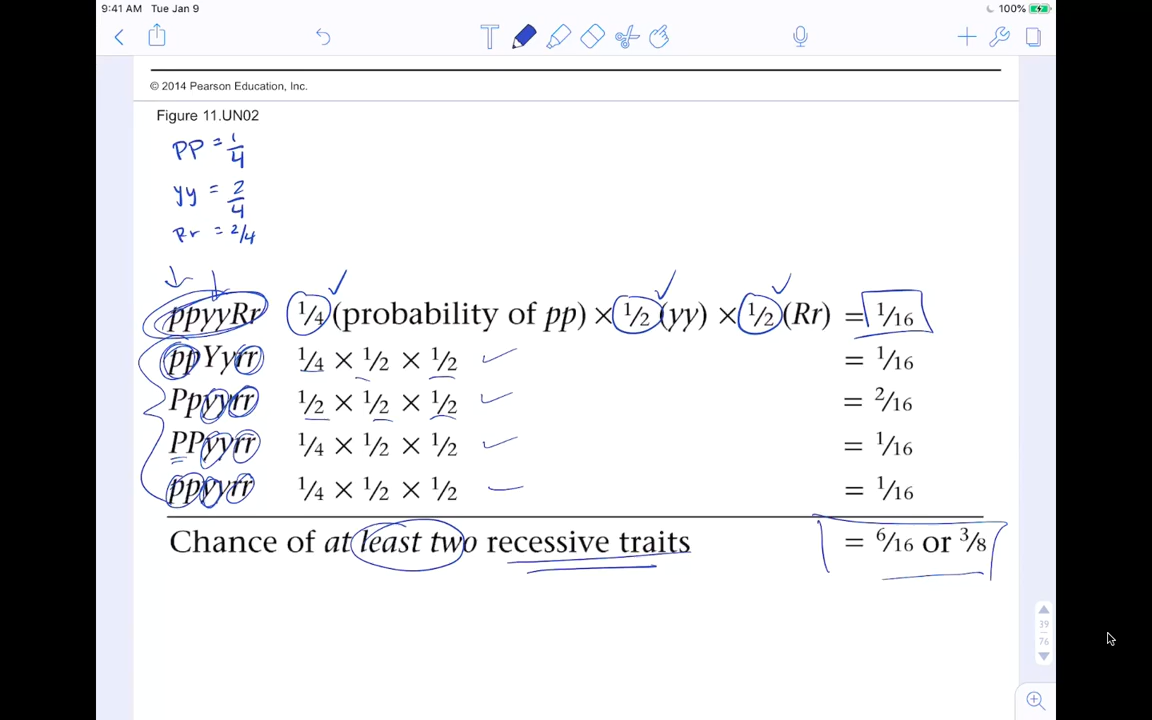 9:41 AM Tue Jan 9 100%
© 2014 Pearson Education, Inc.
Figure 11.UN02
PP = 1/4
yy = 2/4
Rr = 2/4
ppyyRr ¼ (probability of pp) × ½ (yy) × ½ (Rr) = 1/16
ppYyrr ¼ × ½ × ½ = 1/16
Ppyyrr ½ × ½ × ½ = 2/16
PPyyrr ¼ × ½ × ½ = 1/16
ppyyrr ¼ × ½ × ½ = 1/16
Chance of at least two recessive traits = 6/16 or 3/8
39
76